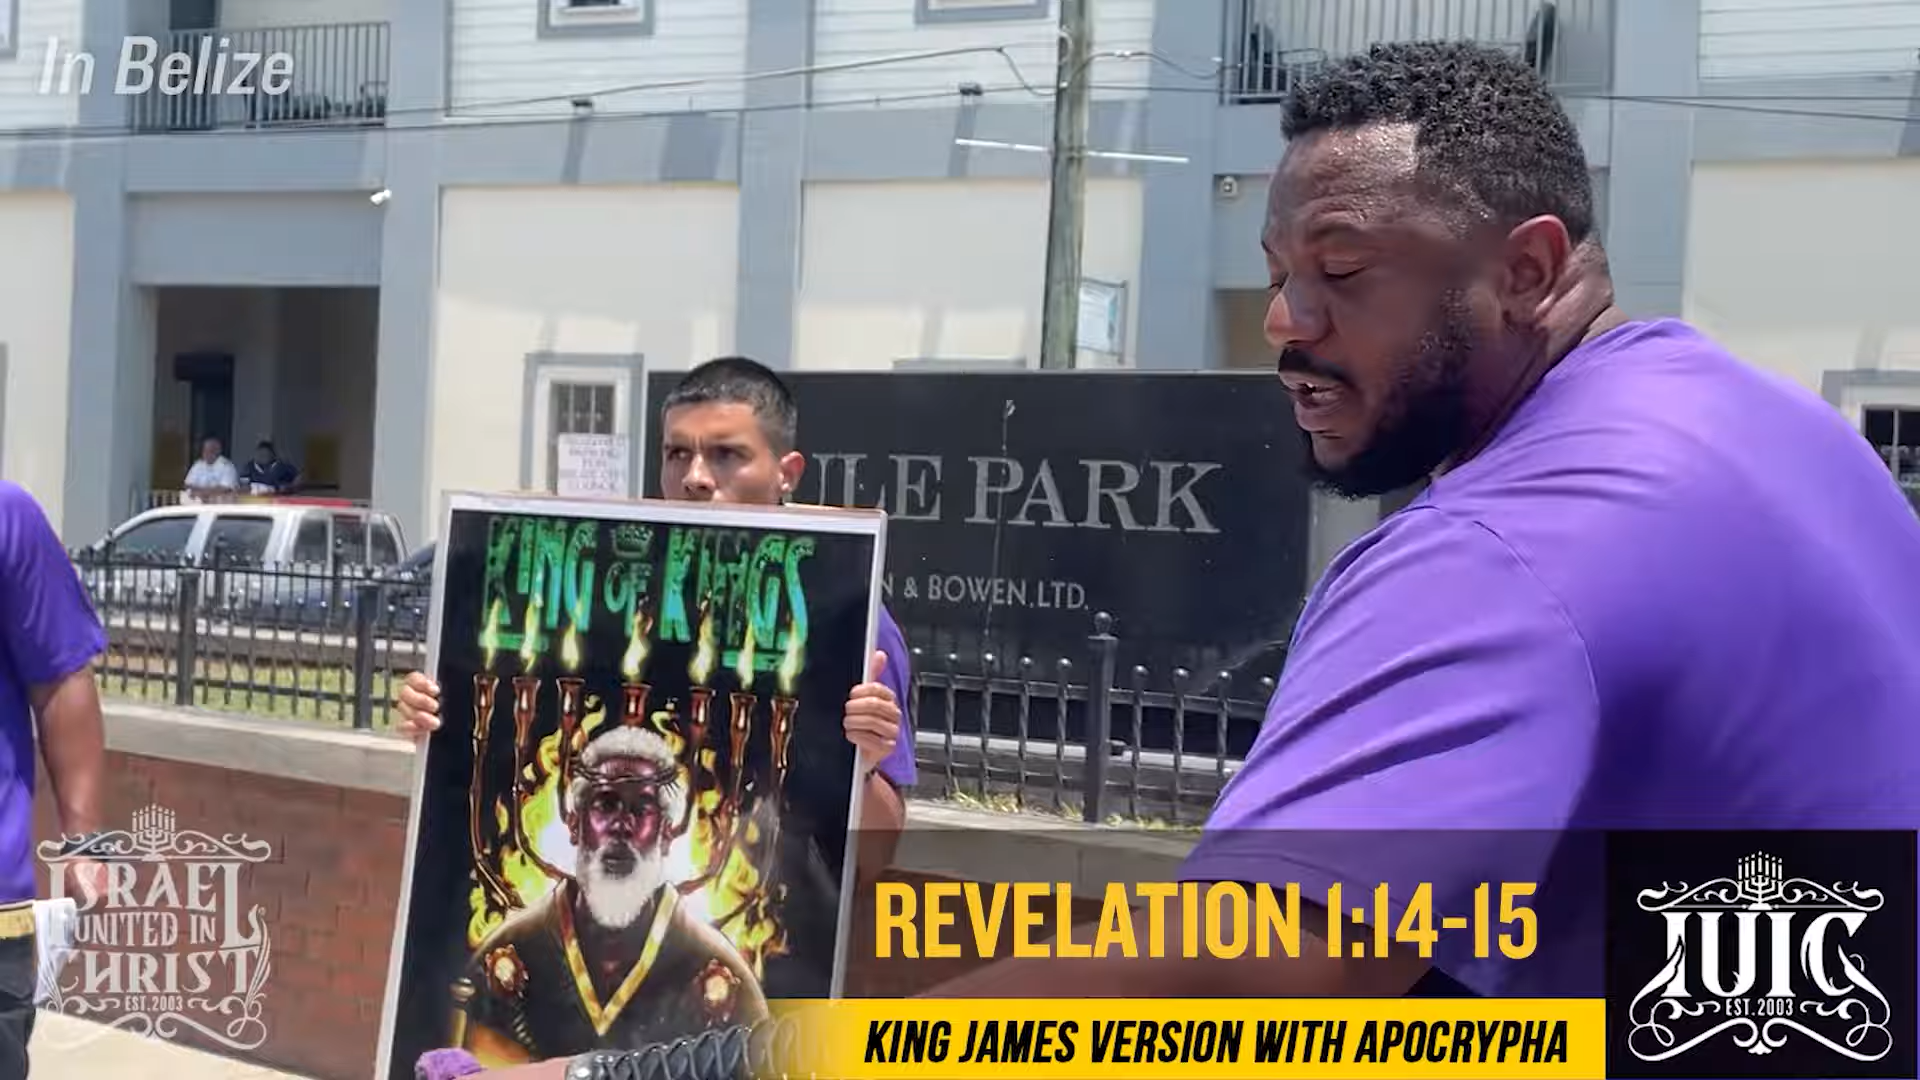 In Belize
ULE PARK
N & BOWEN, LTD.
KING OF KINGS
ISRAEL
UNITED IN
CHRIST
EST. 2003
REVELATION 1:14-15
KING JAMES VERSION WITH APOCRYPHA
IUIC
EST. 2003